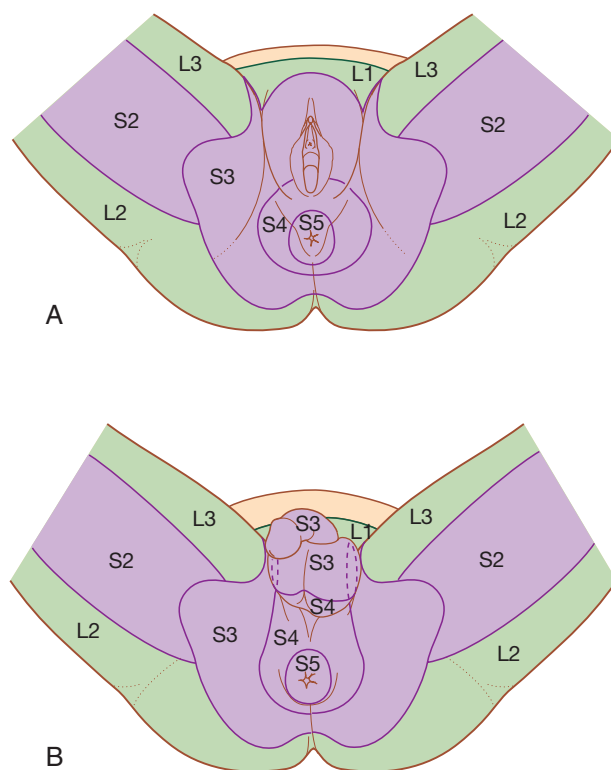 L3 L1 L3
S2 S2
S3
L2 S4 S5 L2
A
S3
L3 L1 L3
S2 S3 S2
S4
S3 S4
L2 S5 L2
B